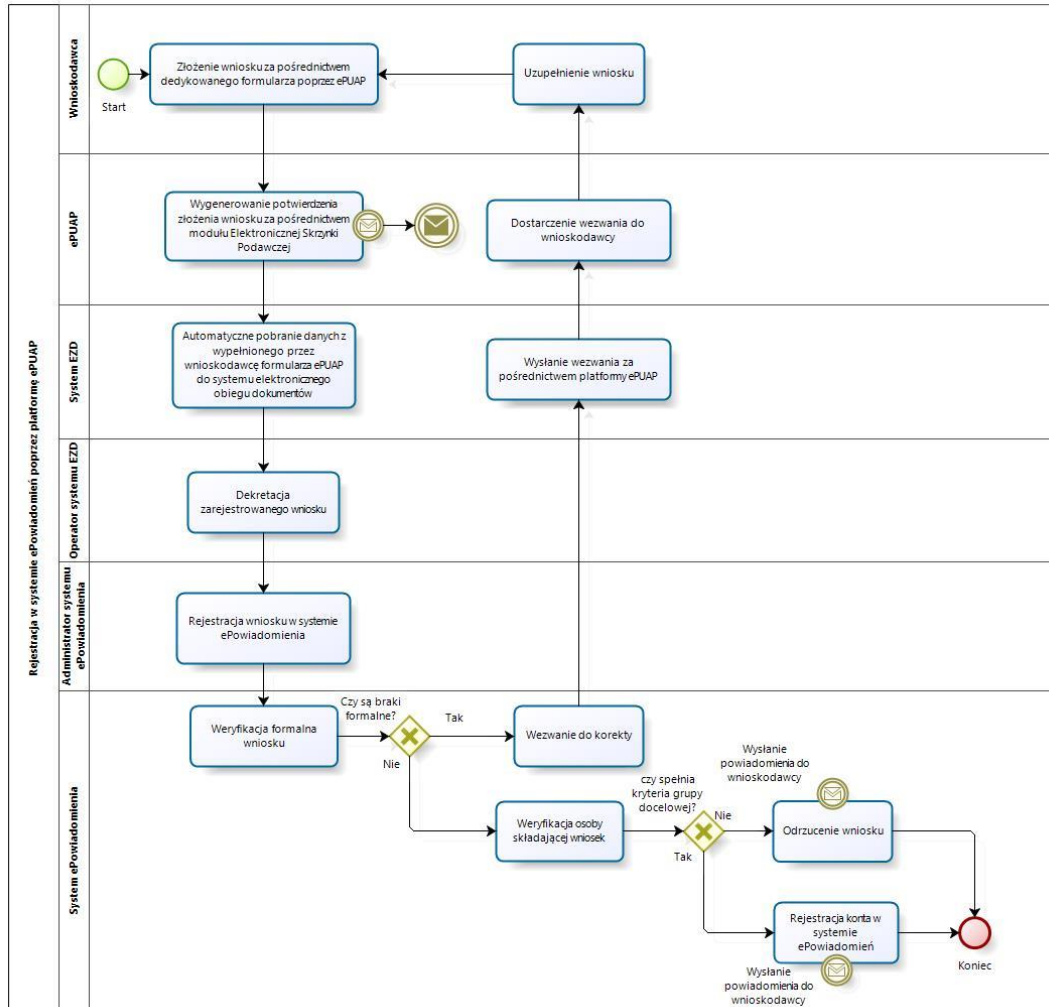 Rejestracja w systemie ePowiadomień poprzez platformę ePUAP
Wnioskodawca
Start
Złożenie wniosku za pośrednictwem
dedykowanego formularza poprzez ePUAP
Uzupełnienie wniosku
ePUAP
Wygenerowanie potwierdzenia
złożenia wniosku za pośrednictwem
modułu Elektronicznej Skrzynki
Podawczej
Dostarczenie wezwania do
wnioskodawcy
System EZD
Automatyczne pobranie danych z
wypełnionego przez
wnioskodawcę formularza ePUAP
do systemu elektronicznego
obiegu dokumentów
Wysłanie wezwania za
pośrednictwem platformy ePUAP
Operator systemu EZD
Dekretacja
zarejestrowanego wniosku
Administrator systemu
ePowiadomienia
Rejestracja wniosku w systemie
ePowiadomienia
System ePowiadomienia
Weryfikacja formalna
wniosku
Czy są braki
formalne?
Tak
Nie
Wezwanie do korekty
Weryfikacja osoby
składającej wniosek
czy spełnia
kryteria grupy
docelowej?
Nie
Tak
Wysłanie
powiadomienia do
wnioskodawcy
Odrzucenie wniosku
Rejestracja konta w
systemie
ePowiadomień
Wysłanie
powiadomienia do
wnioskodawcy
Koniec